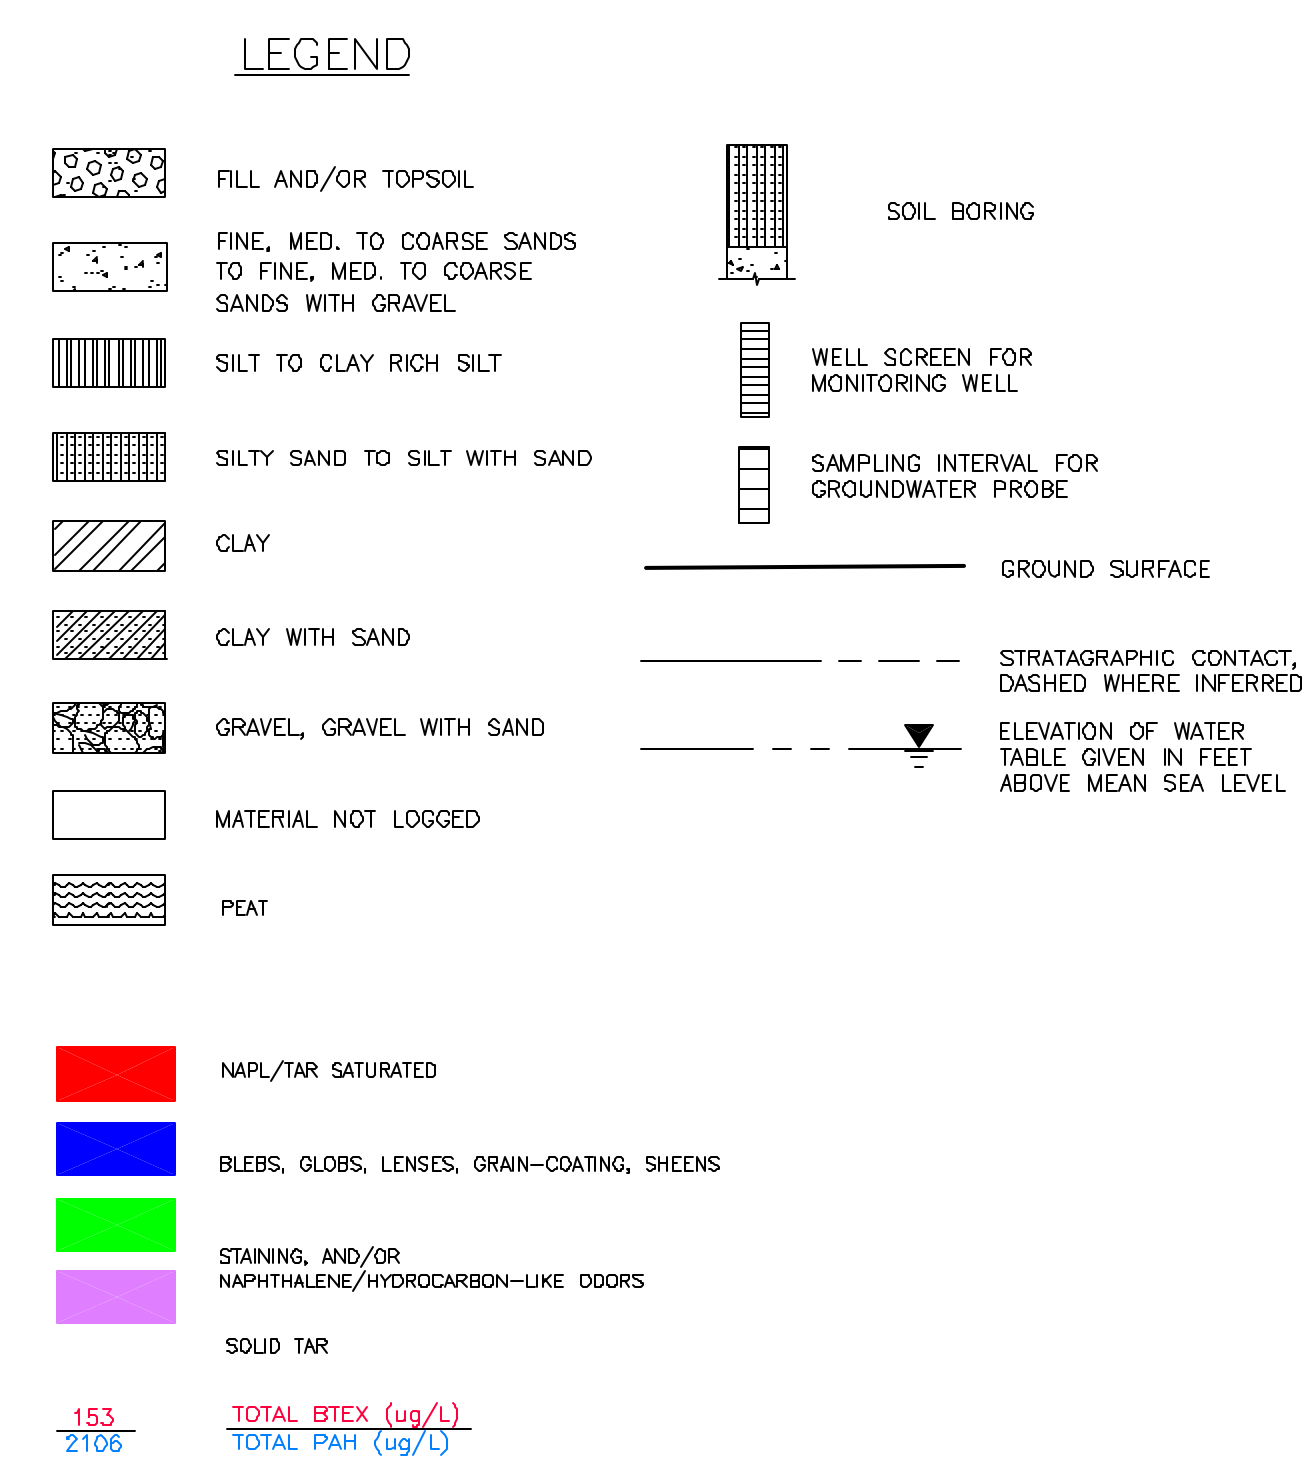 LEGEND
FILL AND/OR TOPSOIL
FINE, MED. TO COARSE SANDS
TO FINE, MED. TO COARSE
SANDS WITH GRAVEL
SILT TO CLAY RICH SILT
SILTY SAND TO SILT WITH SAND
CLAY
CLAY WITH SAND
GRAVEL, GRAVEL WITH SAND
MATERIAL NOT LOGGED
PEAT
SOIL BORING
WELL SCREEN FOR
MONITORING WELL
SAMPLING INTERVAL FOR
GROUNDWATER PROBE
GROUND SURFACE
STRATAGRAPHIC CONTACT,
DASHED WHERE INFERRED
ELEVATION OF WATER
TABLE GIVEN IN FEET
ABOVE MEAN SEA LEVEL
NAPL/TAR SATURATED
BLEBS, GLOBS, LENSES, GRAIN-COATING, SHEENS
STAINING, AND/OR
NAPHTHALENE/HYDROCARBON-LIKE ODORS
SOLID TAR
153 TOTAL BTEX (ug/L)
2106 TOTAL PAH (ug/L)